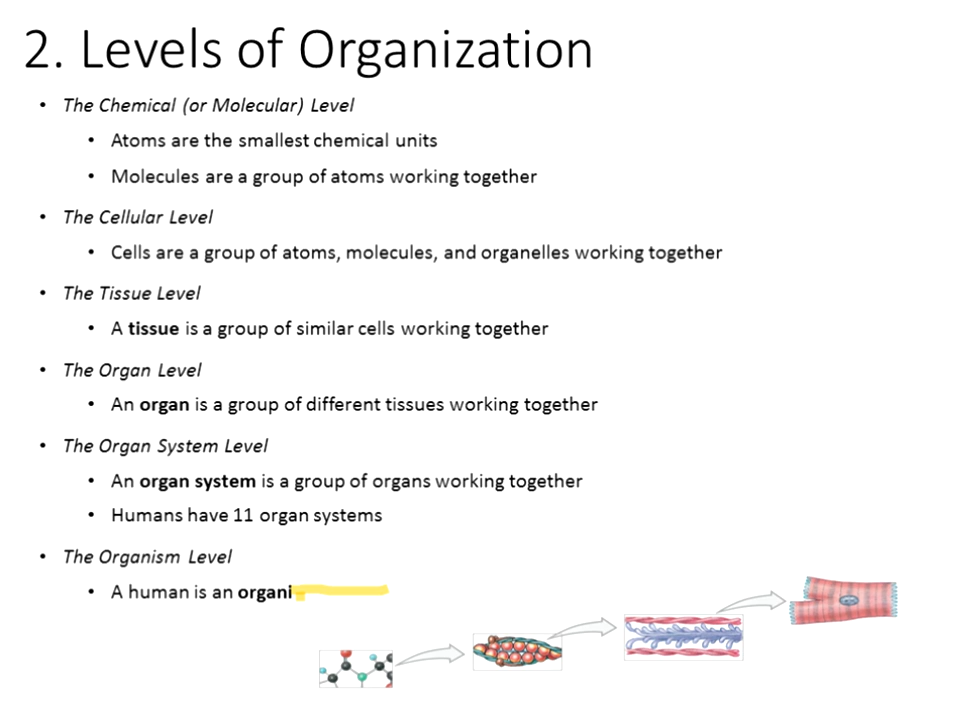 2. Levels of Organization
• The Chemical (or Molecular) Level
• Atoms are the smallest chemical units
• Molecules are a group of atoms working together
• The Cellular Level
• Cells are a group of atoms, molecules, and organelles working together
• The Tissue Level
• A tissue is a group of similar cells working together
• The Organ Level
• An organ is a group of different tissues working together
• The Organ System Level
• An organ system is a group of organs working together
• Humans have 11 organ systems
• The Organism Level
• A human is an organi